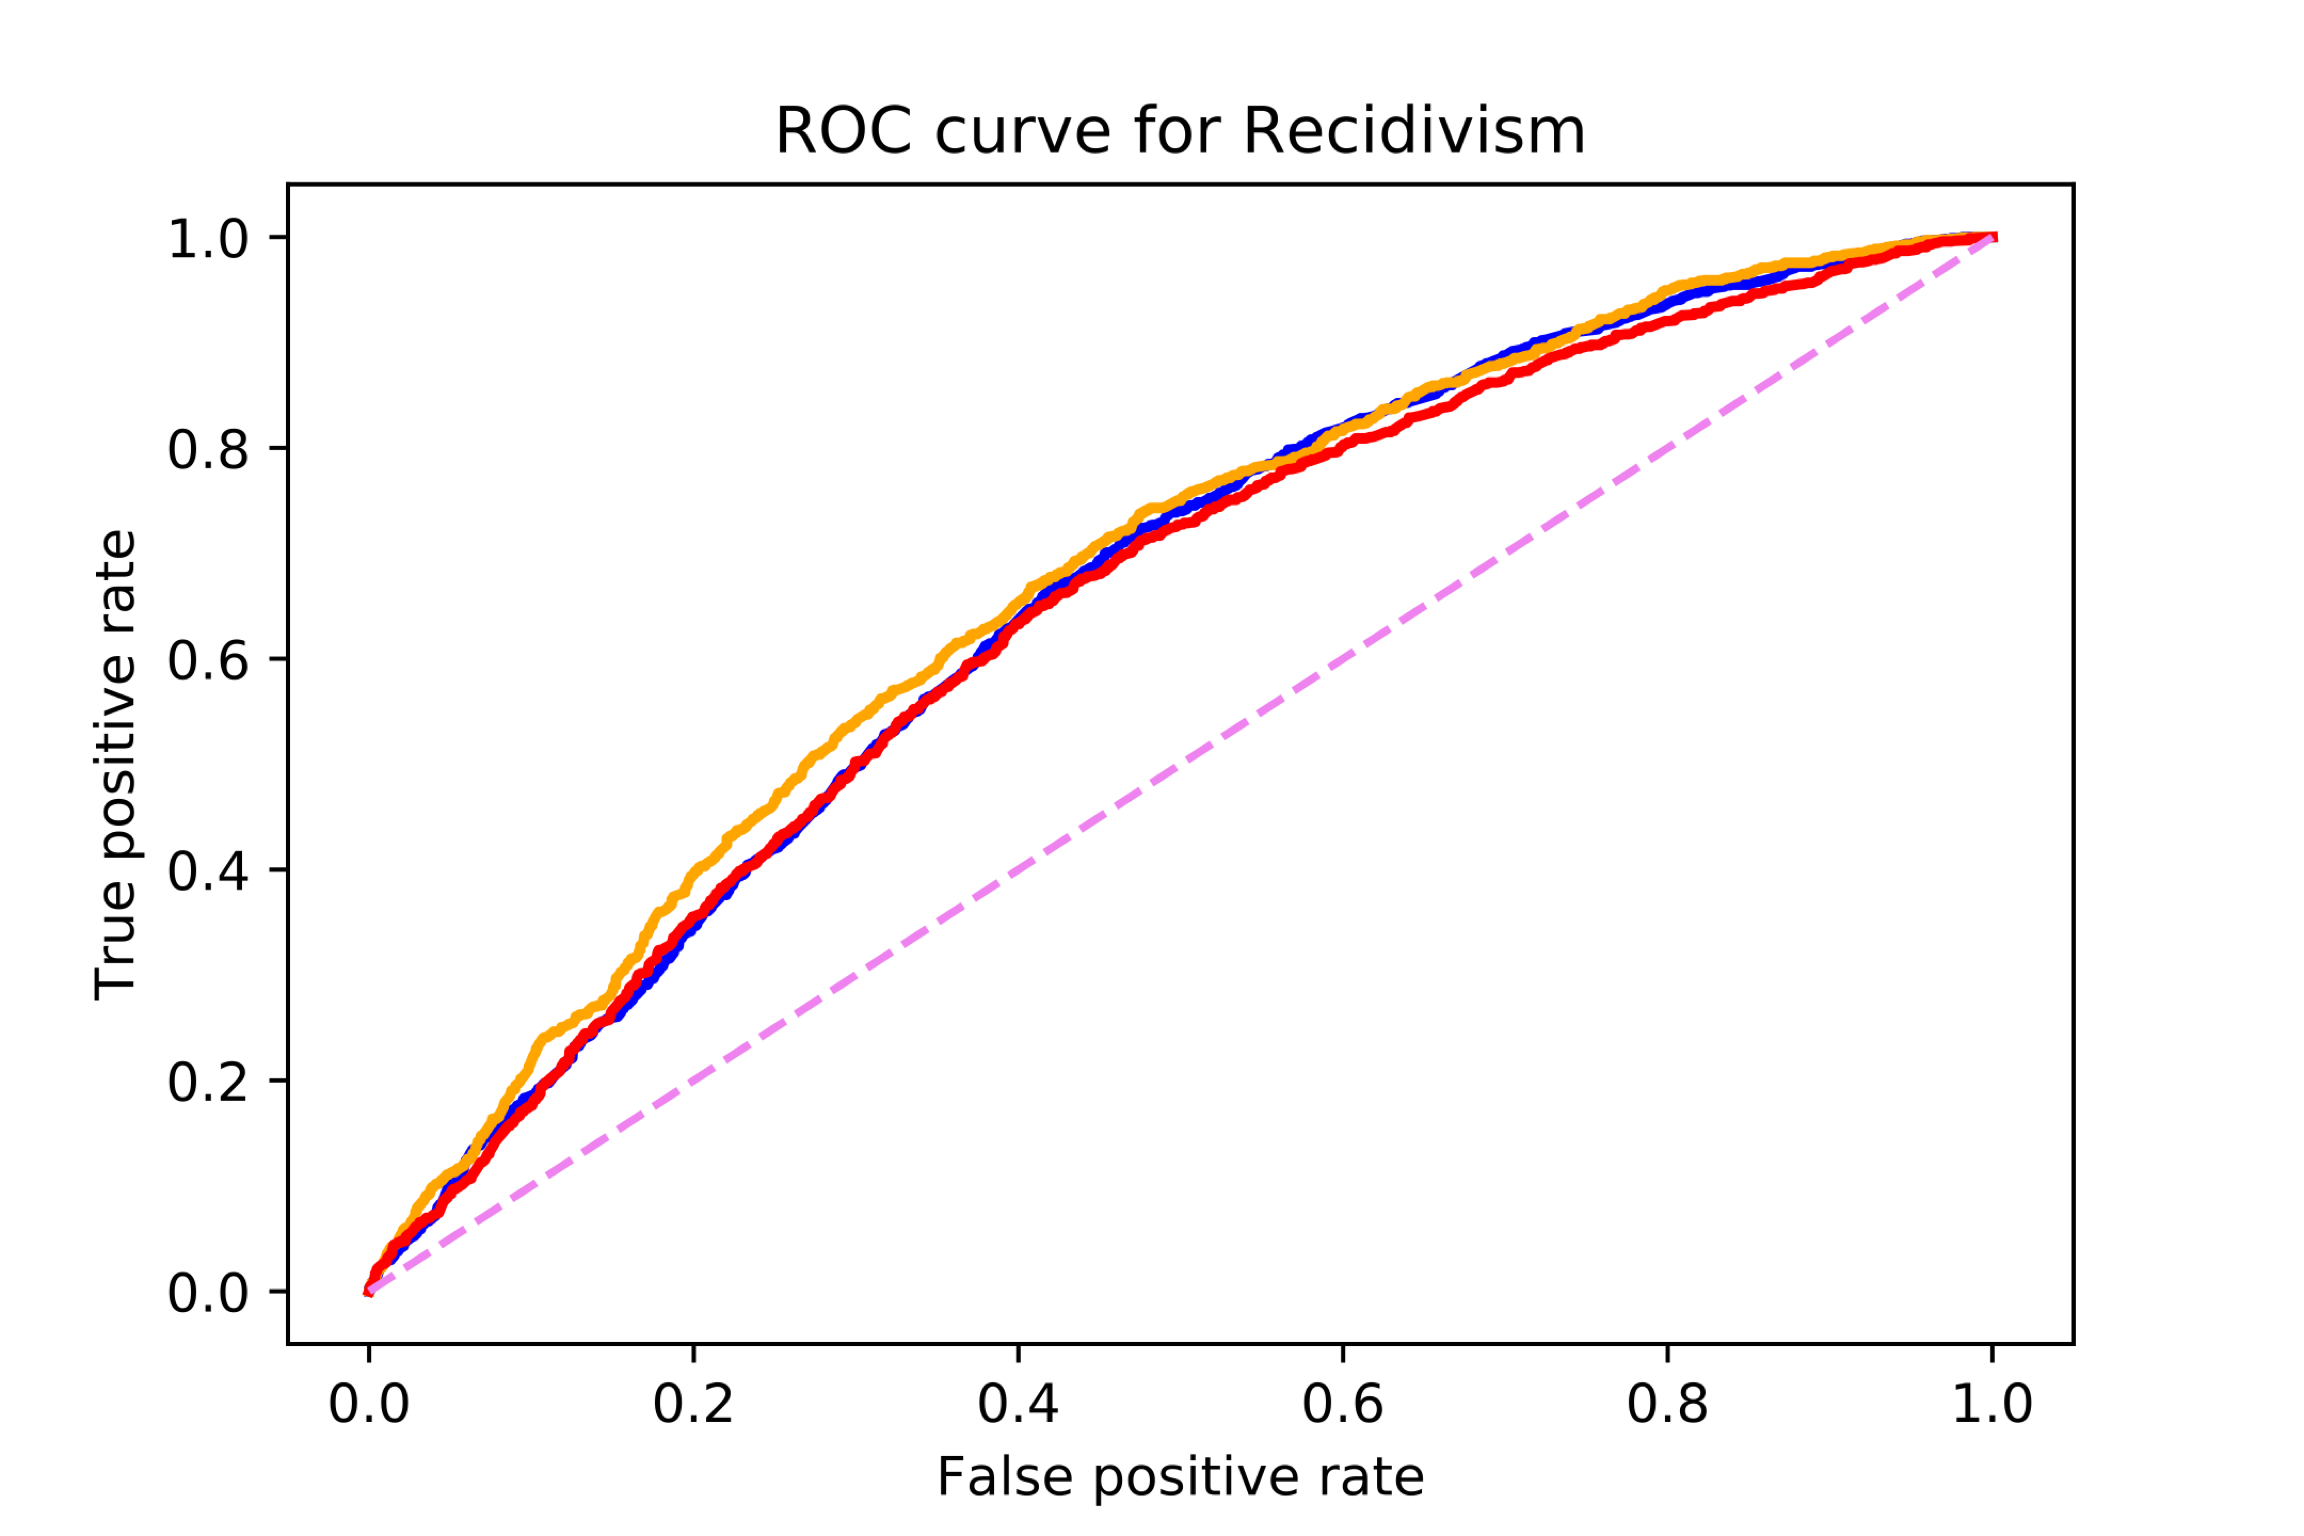 ROC curve for Recidivism
1.0
0.8
0.6
0.4
0.2
0.0
True positive rate
0.0 0.2 0.4 0.6 0.8 1.0
False positive rate